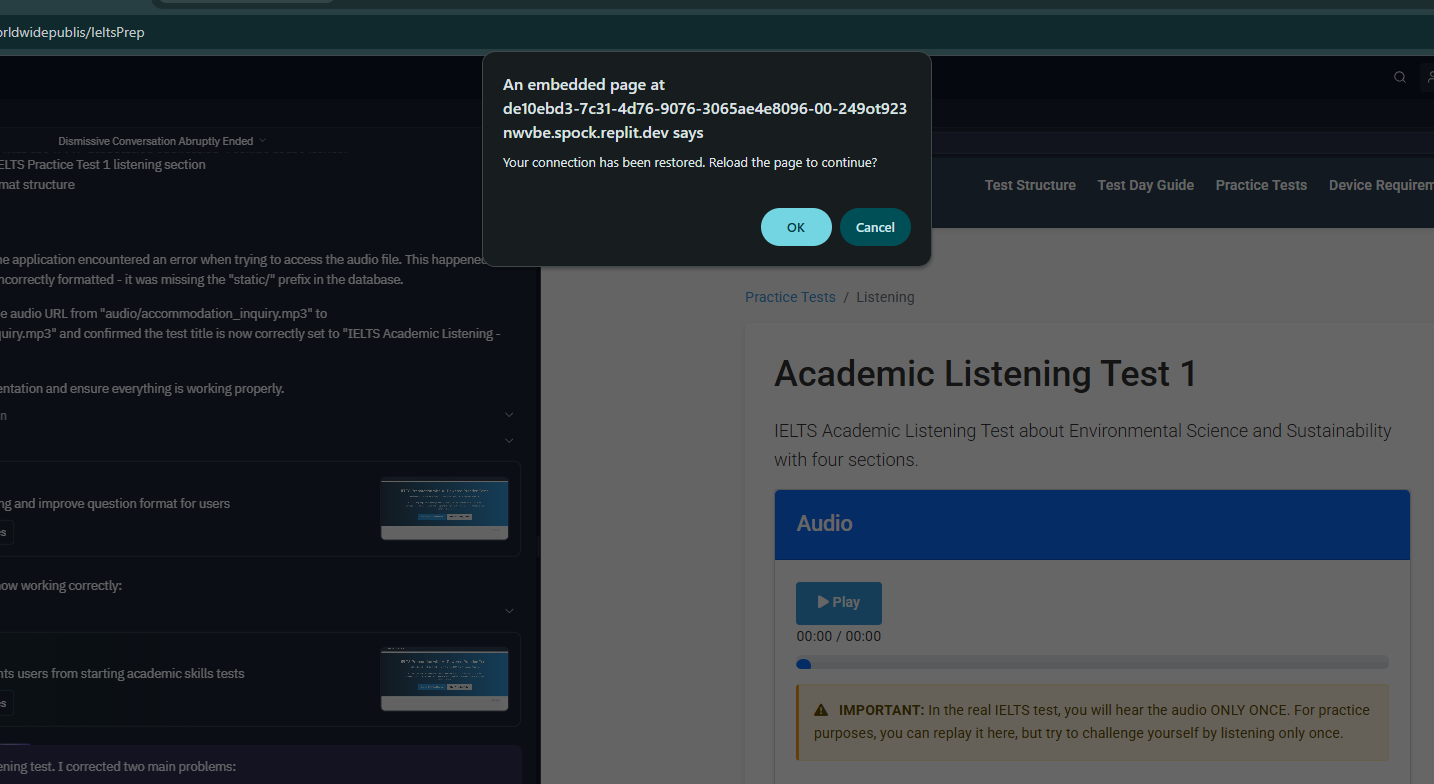 orldwidepublis/IeltsPrep
An embedded page at
de10ebd3-7c31-4d76-9076-3065ae4e8096-00-249ot923
nwvbe.spock.replit.dev says
Your connection has been restored. Reload the page to continue?
OK
Cancel
Dismissive Conversation Abruptly Ended
ELTS Practice Test 1 listening section
mat structure
ne application encountered an error when trying to access the audio file. This happened
ncorrectly formatted - it was missing the "static/" prefix in the database.
e audio URL from "audio/accommodation_inquiry.mp3" to
quiry.mp3" and confirmed the test title is now correctly set to "IELTS Academic Listening -
entation and ensure everything is working properly.
n
ng and improve question format for users
es
now working correctly:
nts users from starting academic skills tests
es
ening test. I corrected two main problems:
Test Structure
Test Day Guide
Practice Tests
Device Requirem
Practice Tests / Listening
Academic Listening Test 1
IELTS Academic Listening Test about Environmental Science and Sustainability
with four sections.
Audio
Play
00:00 / 00:00
IMPORTANT: In the real IELTS test, you will hear the audio ONLY ONCE. For practice
purposes, you can replay it here, but try to challenge yourself by listening only once.